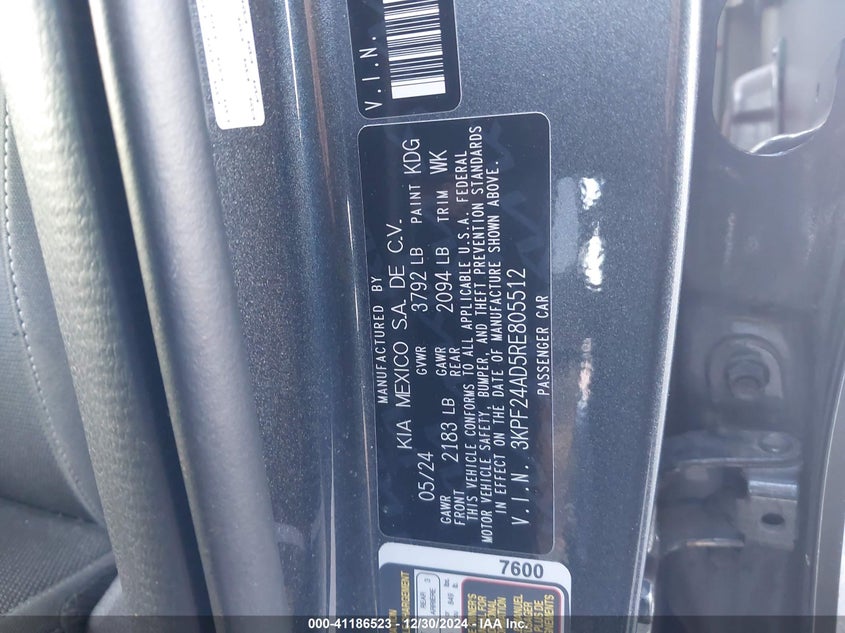 V.I.N.
MANUFACTURED BY
KIA MEXICO S.A. DE C.V.
05/24 GVWR 3792 LB PAINT KDG
GAWR FRONT 2183 LB GAWR REAR 2094 LB TRIM WK
THIS VEHICLE CONFORMS TO ALL APPLICABLE U.S.A. FEDERAL
MOTOR VEHICLE SAFETY, BUMPER, AND THEFT PREVENTION STANDARDS
IN EFFECT ON THE DATE OF MANUFACTURE SHOWN ABOVE.
V.I.N. 3KPF24AD5RE805512
PASSENGER CAR
7600
REAR 3
000-41186523 - 12/30/2024 - IAA Inc.